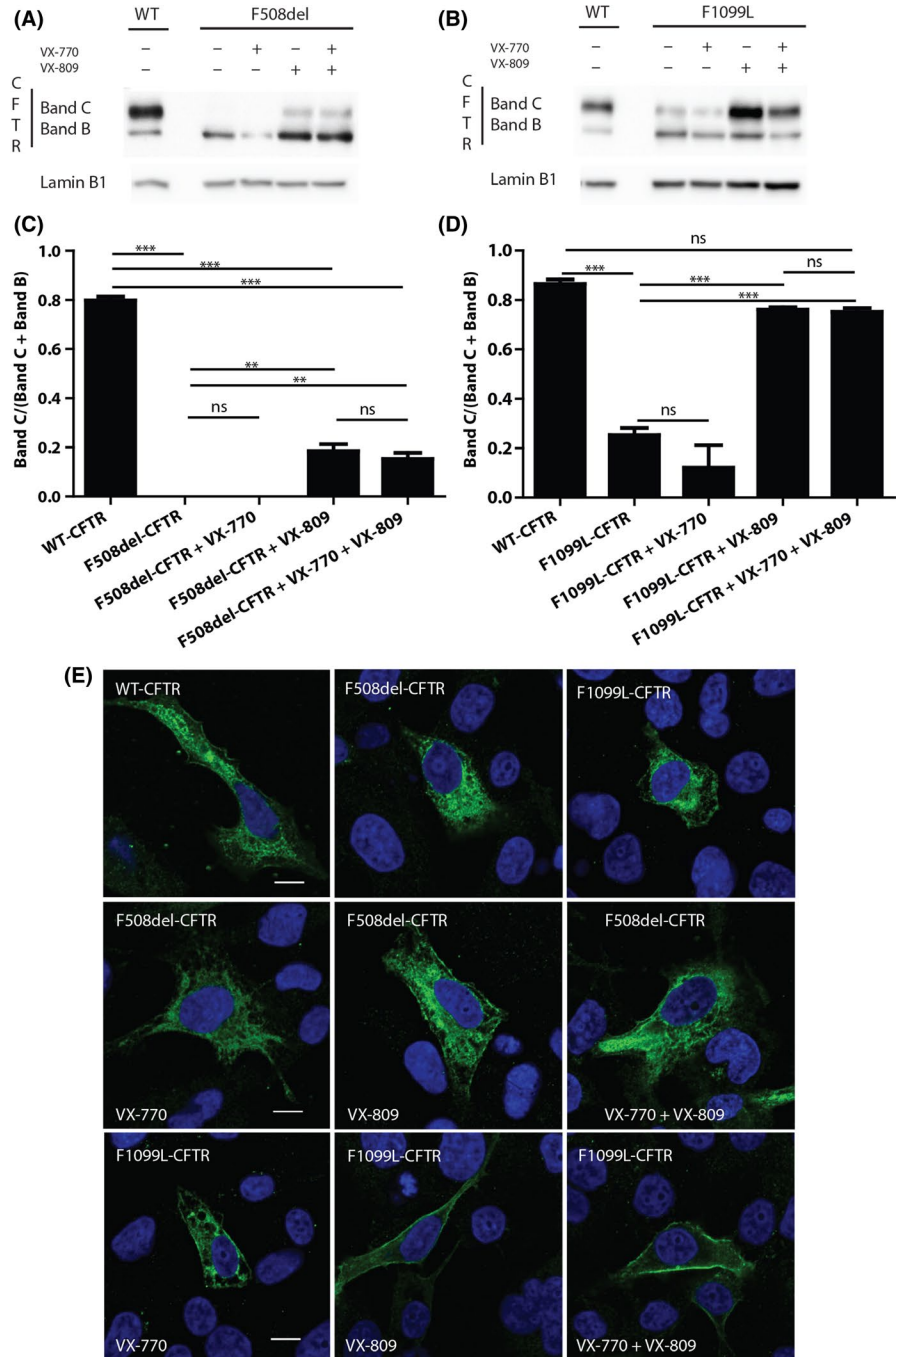 (A)
WT
F508del
VX-770
– – + – +
VX-809
– – – + +
C
F
T
R
Band C
Band B
Lamin B1
(B)
WT
F1099L
VX-770
– – + – +
VX-809
– – – + +
C
F
T
R
Band C
Band B
Lamin B1
(C)
Band C/(Band C + Band B)
1.0
0.8
0.6
0.4
0.2
0.0
***
***
***
**
**
ns
ns
WT-CFTR
F508del-CFTR
F508del-CFTR + VX-770
F508del-CFTR + VX-809
F508del-CFTR + VX-770 + VX-809
(D)
Band C/(Band C + Band B)
1.0
0.8
0.6
0.4
0.2
0.0
ns
***
***
ns
***
ns
WT-CFTR
F1099L-CFTR
F1099L-CFTR + VX-770
F1099L-CFTR + VX-809
F1099L-CFTR + VX-770 + VX-809
(E)
WT-CFTR
F508del-CFTR
F1099L-CFTR
F508del-CFTR
VX-770
F508del-CFTR
VX-809
F508del-CFTR
VX-770 + VX-809
F1099L-CFTR
VX-770
F1099L-CFTR
VX-809
F1099L-CFTR
VX-770 + VX-809